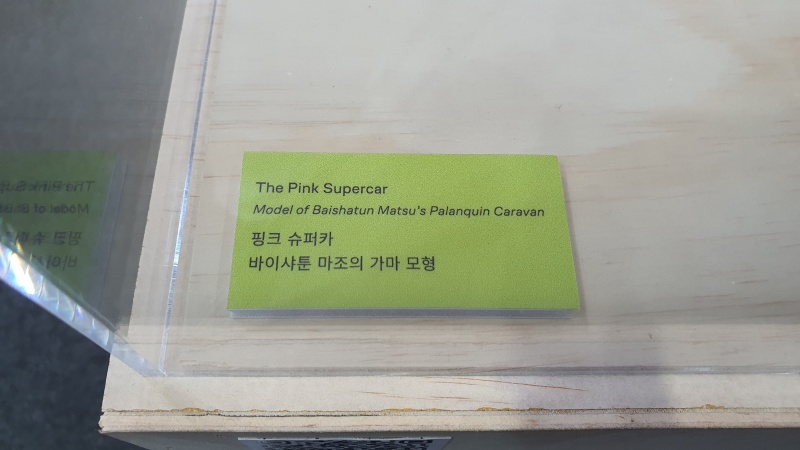 The Pink Supercar
Model of Baishatun Matsu's Palanquin Caravan
핑크 슈퍼카
바이샤툰 마조의 가마 모형